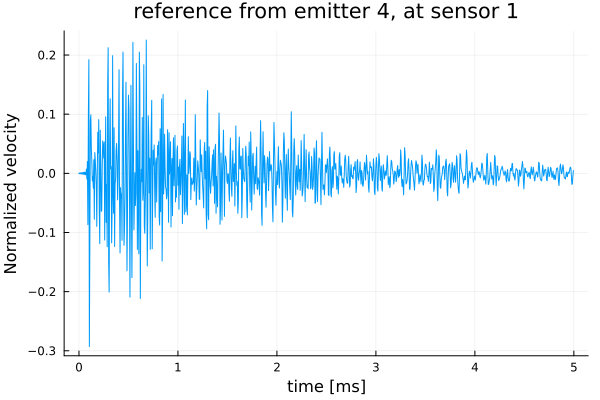 reference from emitter 4, at sensor 1
Normalized velocity
0.2
0.1
0.0
−0.1
−0.2
−0.3
0 1 2 3 4 5
time [ms]